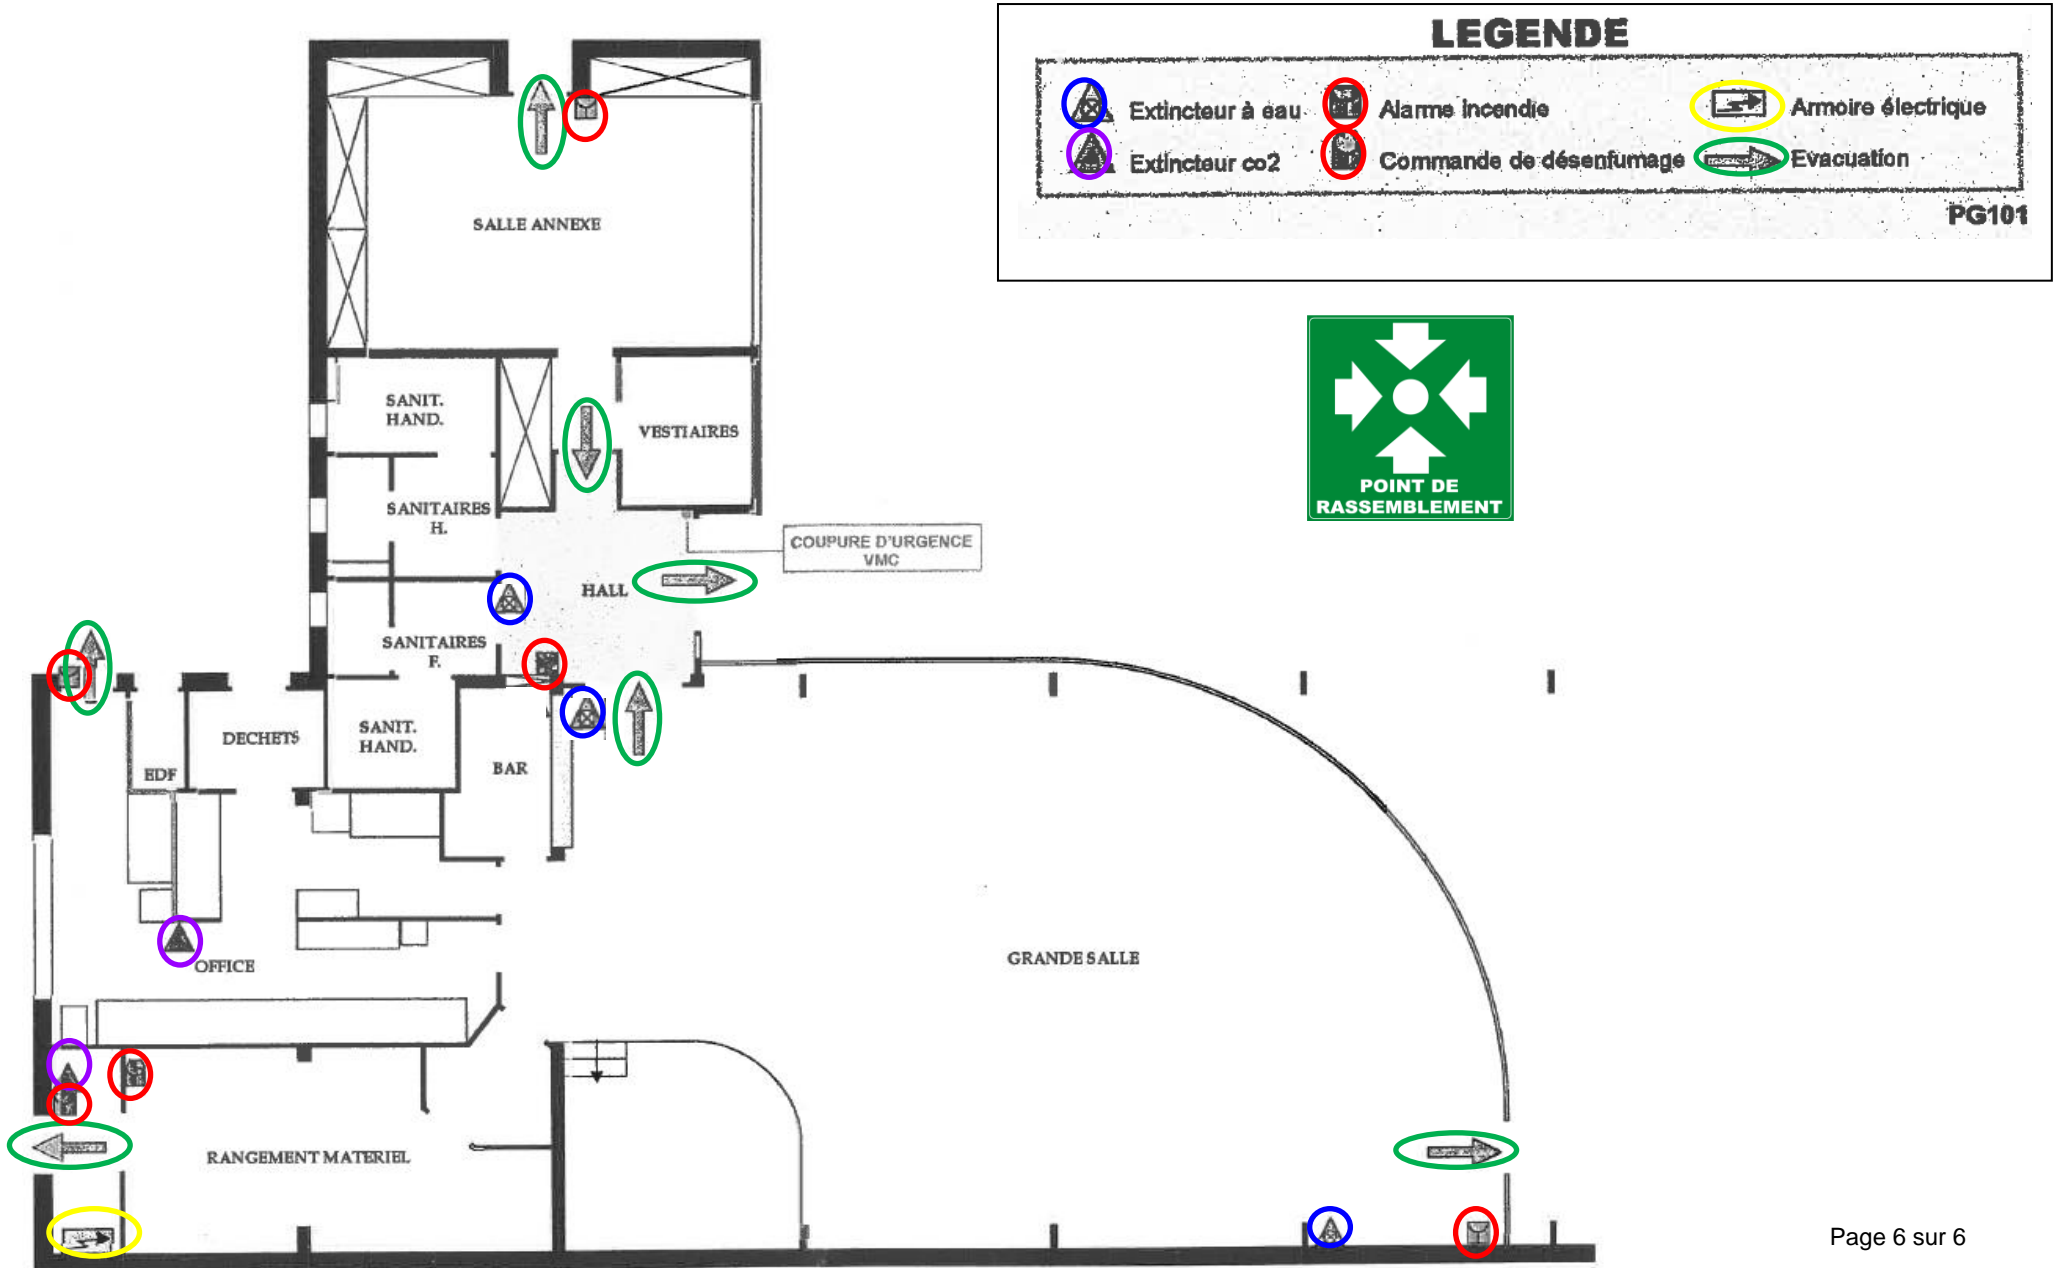 LEGENDE
Extincteur à eau
Alarme incendie
Armoire électrique
Extincteur co2
Commande de désenfumage
Evacuation
PG101
SALLE ANNEXE
SANIT.
HAND.
VESTIAIRES
POINT DE
RASSEMBLEMENT
SANITAIRES
H.
COUPURE D'URGENCE
VMC
HALL
SANITAIRES
F.
DECHETS
SANIT.
HAND.
EDF
BAR
OFFICE
GRANDE SALLE
RANGEMENT MATERIEL
Page 6 sur 6